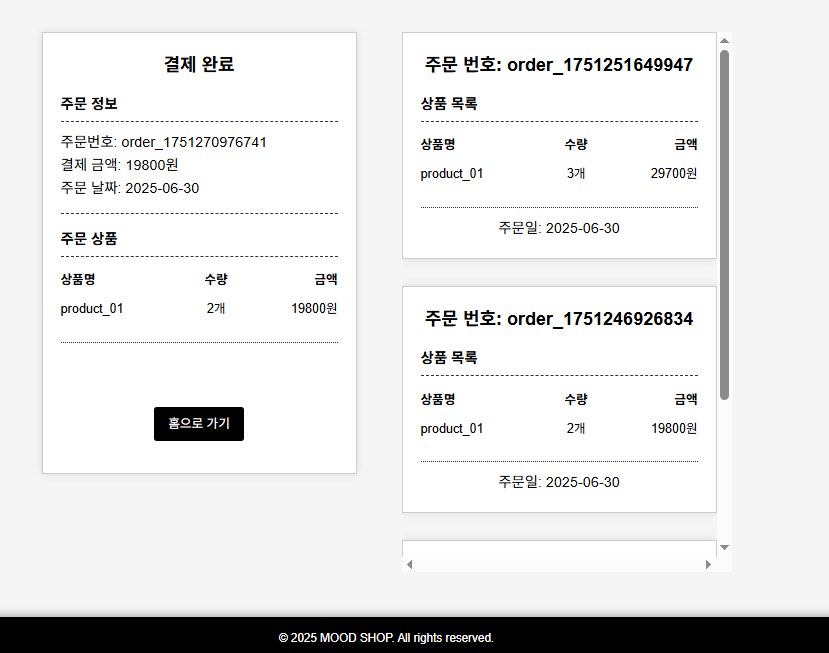 결제 완료
주문 정보
주문번호: order_1751270976741
결제 금액: 19800원
주문 날짜: 2025-06-30
주문 상품
상품명 수량 금액
product_01 2개 19800원
홈으로 가기
주문 번호: order_1751251649947
상품 목록
상품명 수량 금액
product_01 3개 29700원
주문일: 2025-06-30
주문 번호: order_1751246926834
상품 목록
상품명 수량 금액
product_01 2개 19800원
주문일: 2025-06-30
© 2025 MOOD SHOP. All rights reserved.